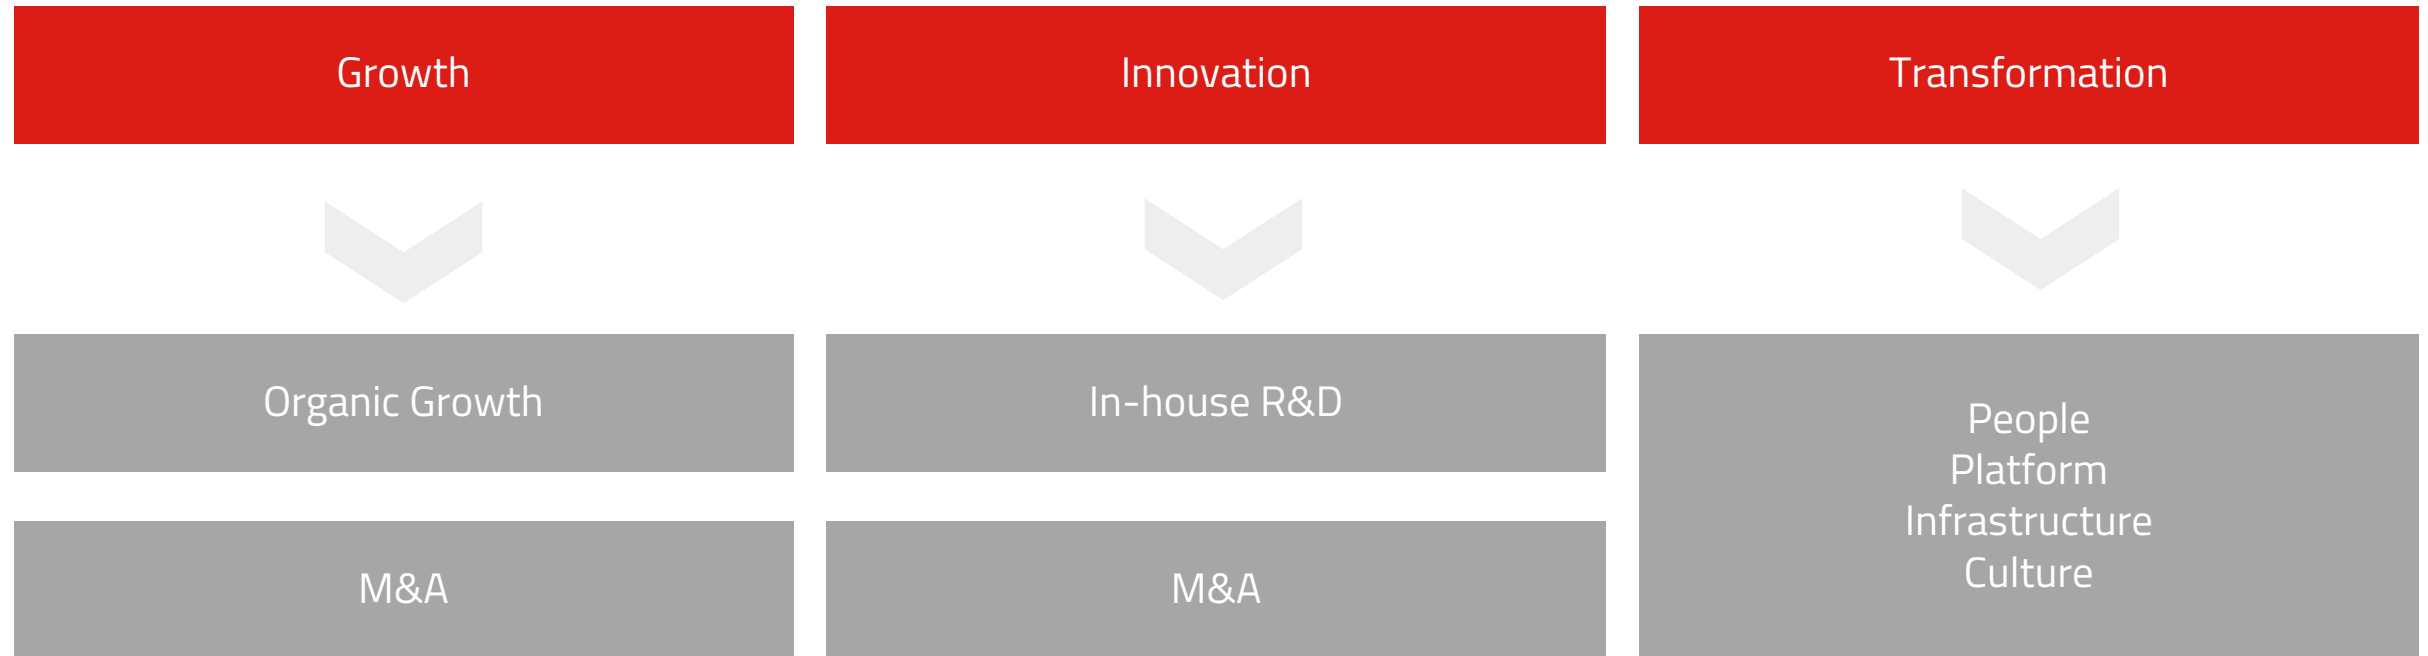 Growth
Innovation
Transformation
Organic Growth
In-house R&D
People
Platform
Infrastructure
Culture
M&A
M&A